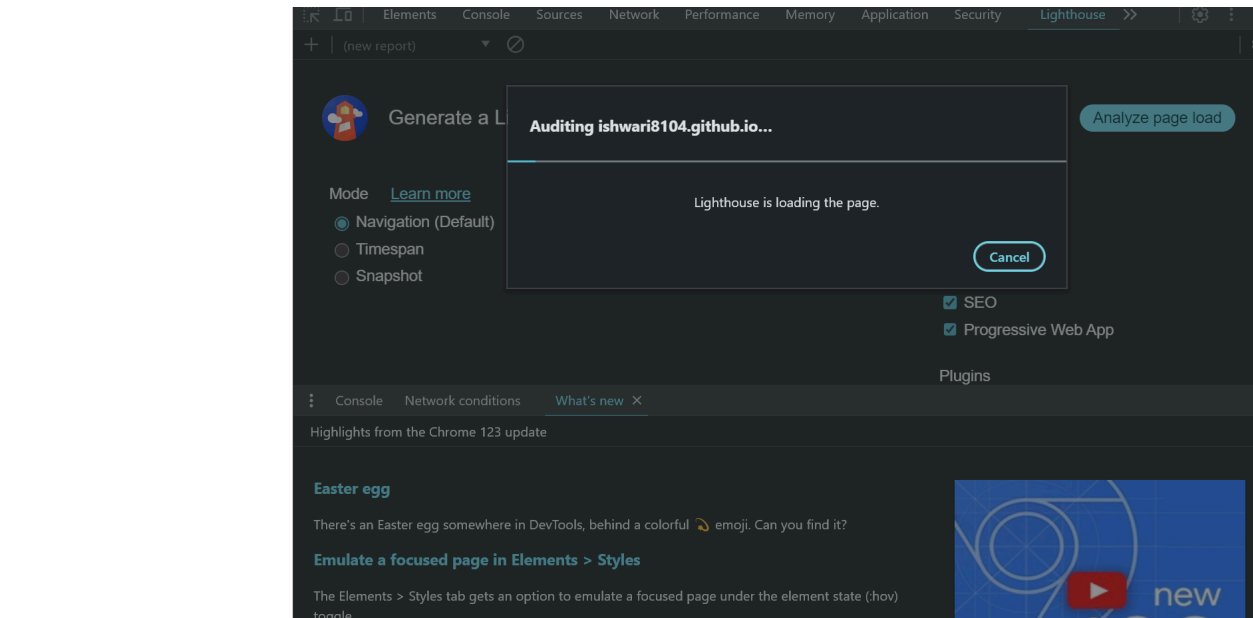 Elements Console Sources Network Performance Memory Application Security Lighthouse
(new report)
Generate a Li
Analyze page load
Auditing ishwari8104.github.io...
Lighthouse is loading the page.
Cancel
Mode Learn more
Navigation (Default)
Timespan
Snapshot
SEO
Progressive Web App
Plugins
Console Network conditions What's new
Highlights from the Chrome 123 update
Easter egg
There's an Easter egg somewhere in DevTools, behind a colorful 💫 emoji. Can you find it?
Emulate a focused page in Elements > Styles
The Elements > Styles tab gets an option to emulate a focused page under the element state (:hov)
toggle
new